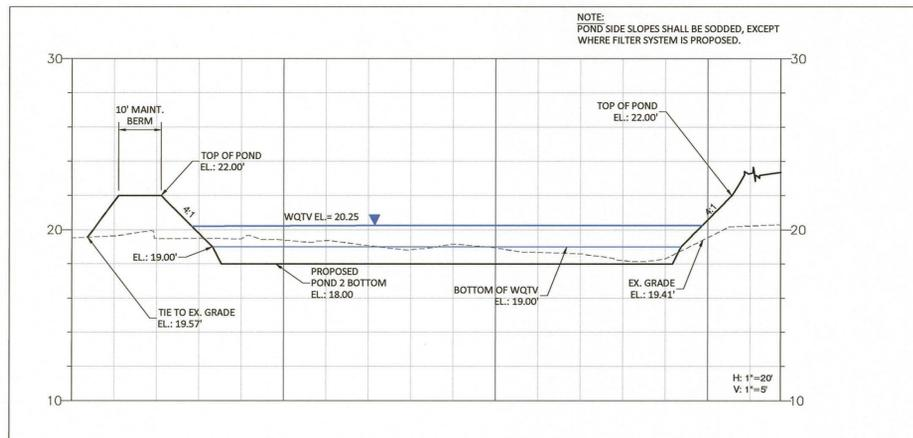 NOTE:
POND SIDE SLOPES SHALL BE SODDED, EXCEPT
WHERE FILTER SYSTEM IS PROPOSED.
30
30
10' MAINT.
BERM
TOP OF POND
EL.: 22.00'
TOP OF POND
EL.: 22.00'
4:1
4:1
WQTV EL.= 20.25
20
20
EL.: 19.00'
PROPOSED
POND 2 BOTTOM
EL.: 18.00
BOTTOM OF WQTV
EL.: 19.00'
EX. GRADE
EL.: 19.41'
TIE TO EX. GRADE
EL.: 19.57'
H: 1"=20'
V: 1"=5'
10
10